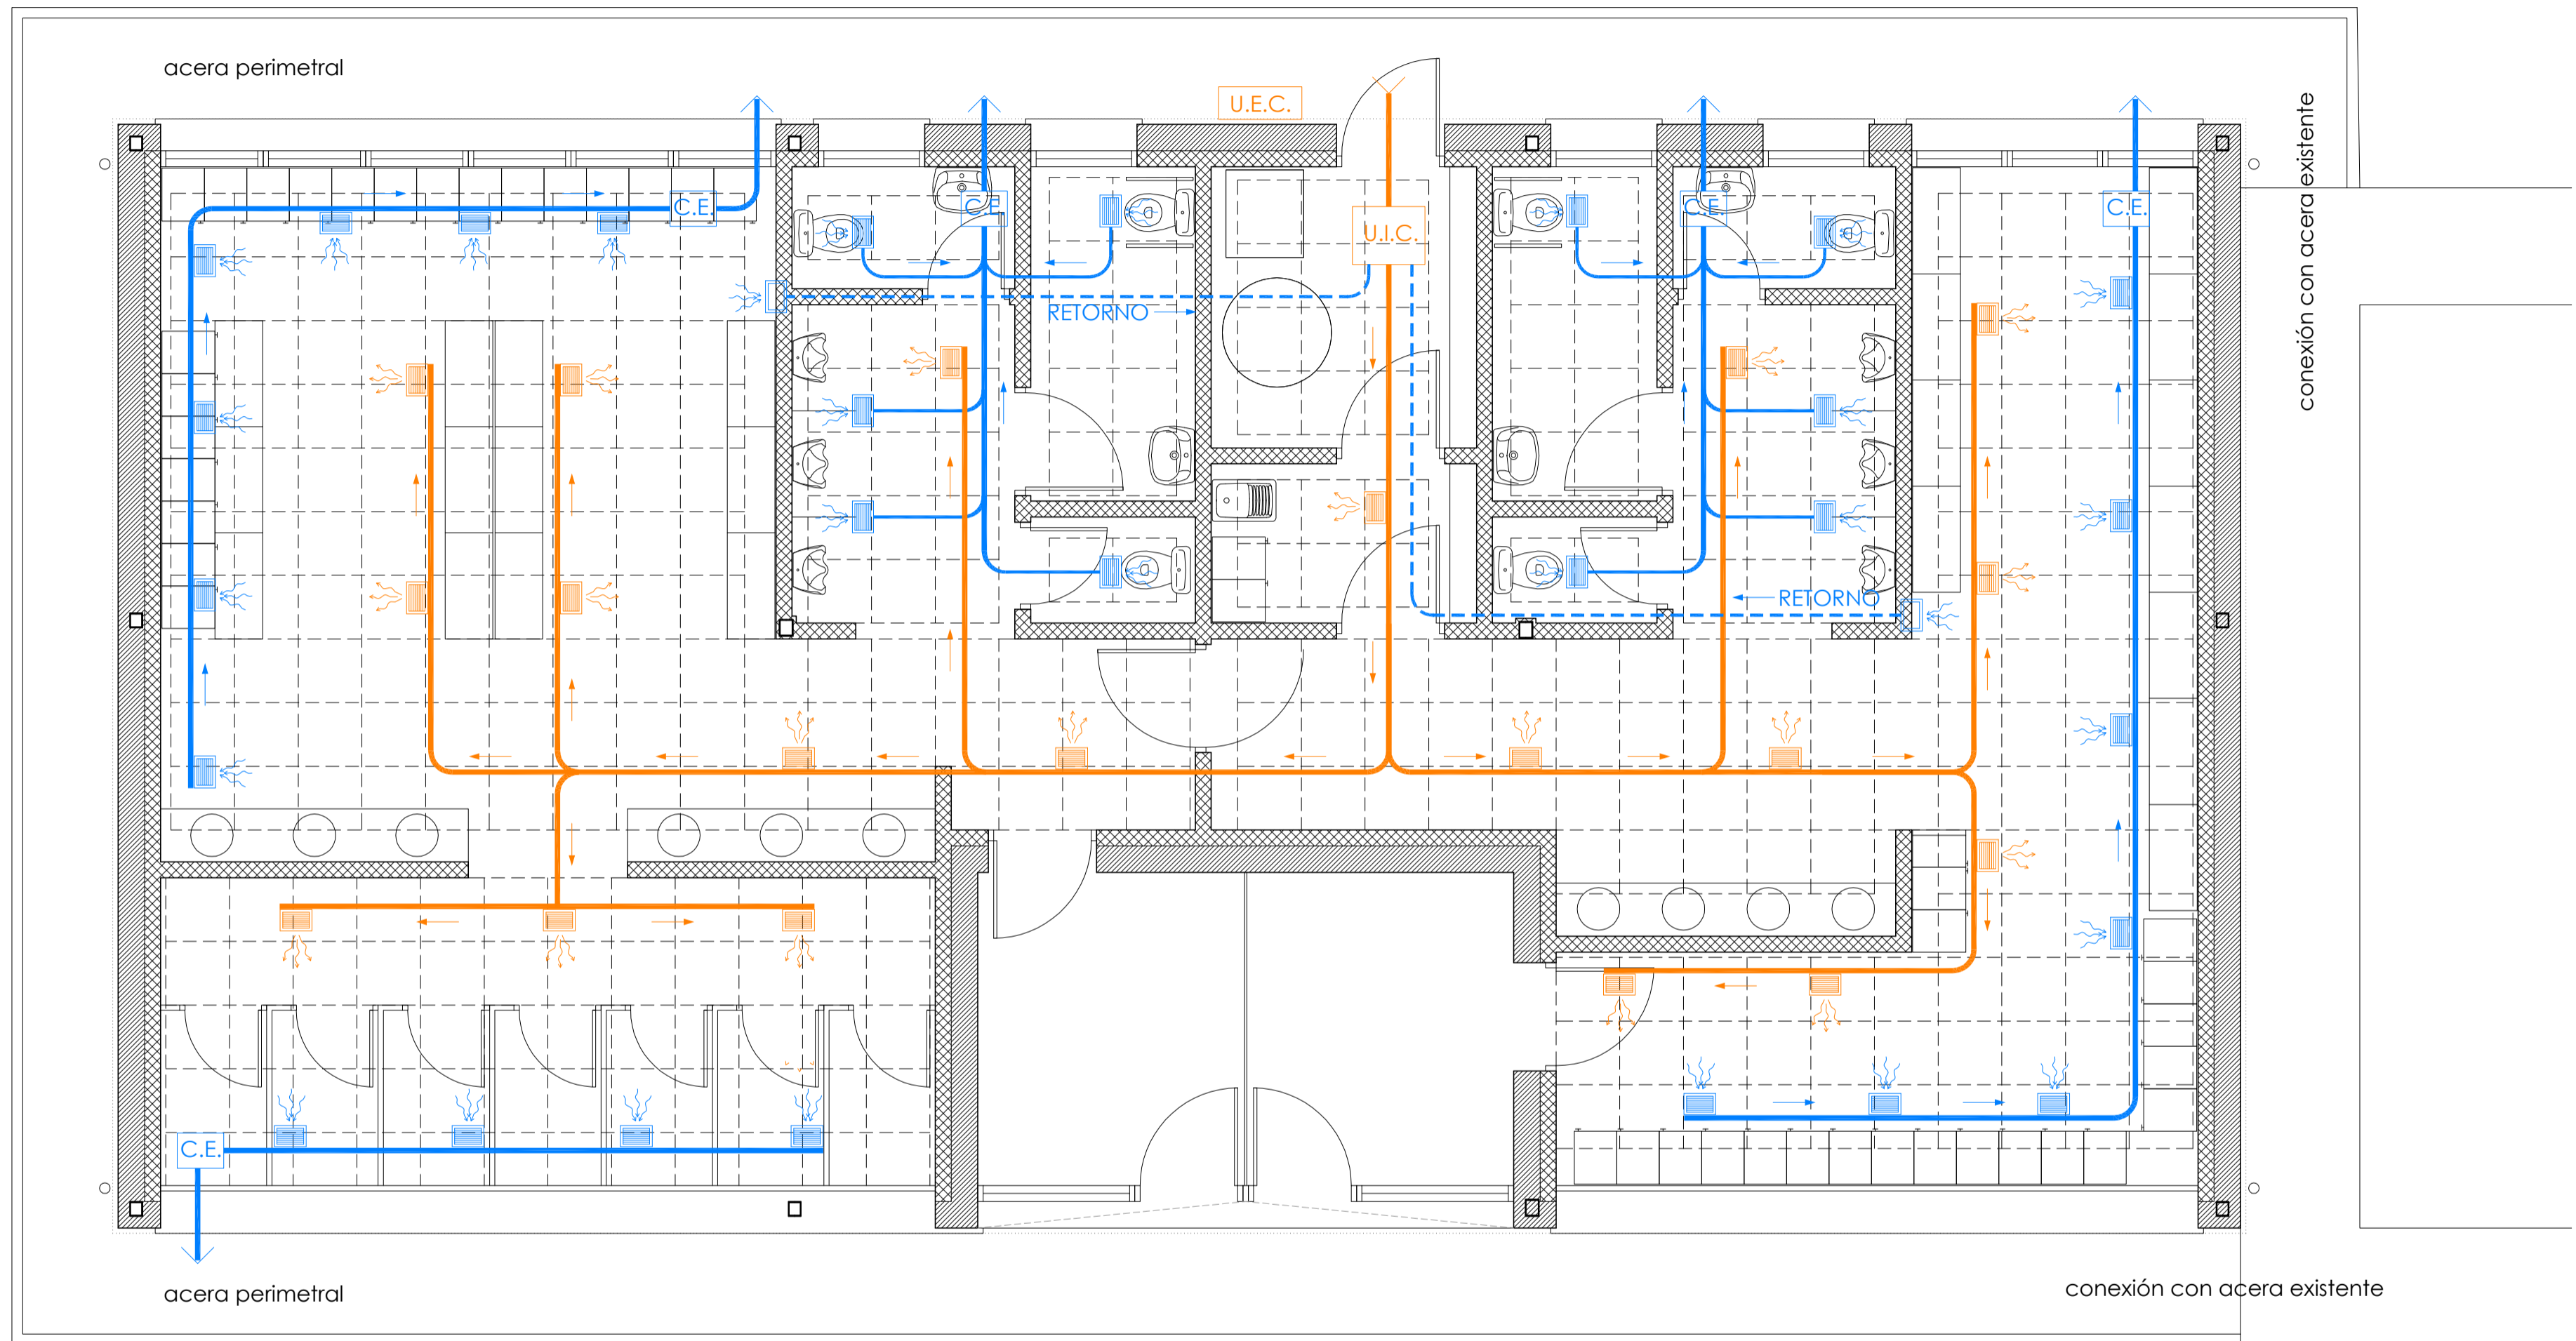 acera perimetral
U.E.C.
conexión con acera existente
C.E.
C.E.
C.E.
C.E.
U.I.C.
RETORNO
RETORNO
C.E.
acera perimetral
conexión con acera existente